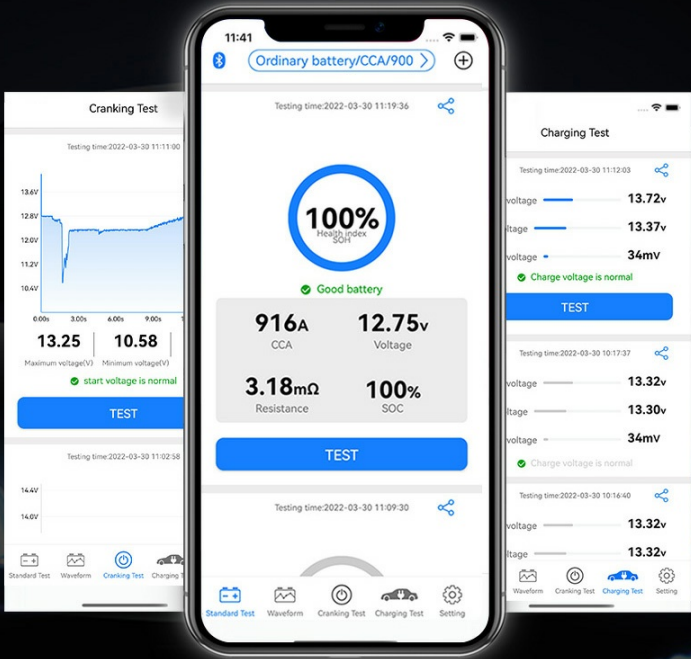 Cranking Test
Testing time:2022-03-30 11:11:00
13.6V
12.8V
12.0V
11.2V
10.4V
0.00s 3.00s 6.00s 9.00s
13.25 10.58
Maximum voltage(V) Minimum voltage(V)
start voltage is normal
TEST
Testing time:2022-03-30 11:02:58
14.4V
14.0V
Standard Test Waveform Cranking Test Charging T
11:41
Ordinary battery/CCA/900
Testing time:2022-03-30 11:19:36
100%
Health index
SOH
Good battery
916A 12.75v
CCA Voltage
3.18mΩ 100%
Resistance SOC
TEST
Testing time:2022-03-30 11:09:30
Standard Test Waveform Cranking Test Charging Test Setting
Charging Test
Testing time:2022-03-30 11:12:03
voltage 13.72v
ltage 13.37v
voltage 34mV
Charge voltage is normal
TEST
Testing time:2022-03-30 10:17:37
voltage 13.32v
ltage 13.30v
voltage 34mV
Charge voltage is normal
Testing time:2022-03-30 10:16:40
voltage 13.32v
ltage 13.32v
Waveform Cranking Test Charging Test Setting